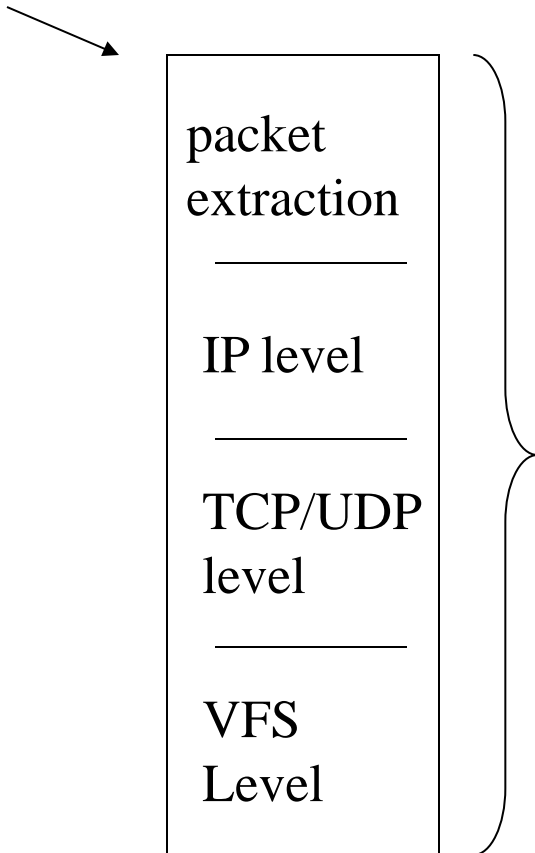 packet
extraction
IP level
TCP/UDP
level
VFS
Level